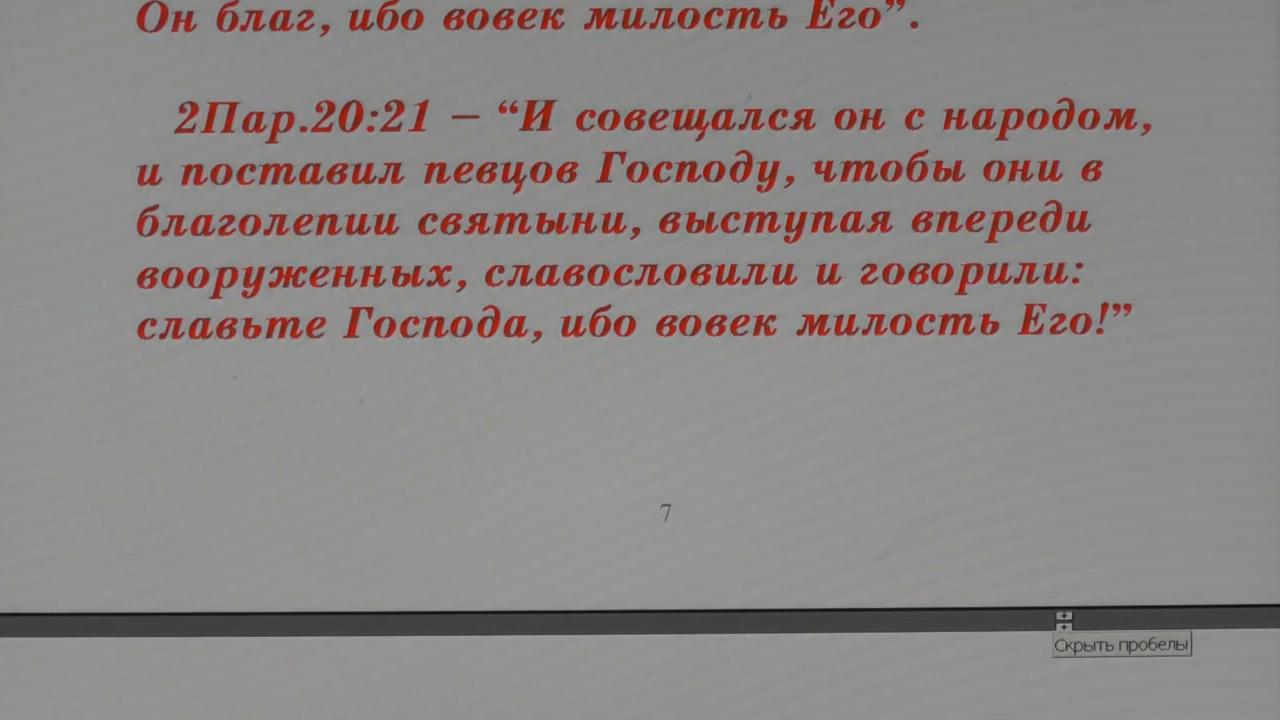 Он благ, ибо вовек милость Его”.
2Пар.20:21 – “И совещался он с народом,
и поставил певцов Господу, чтобы они в
благолепии святыни, выступая впереди
вооруженных, славословили и говорили:
славьте Господа, ибо вовек милость Его!”
7
Скрыть пробелы